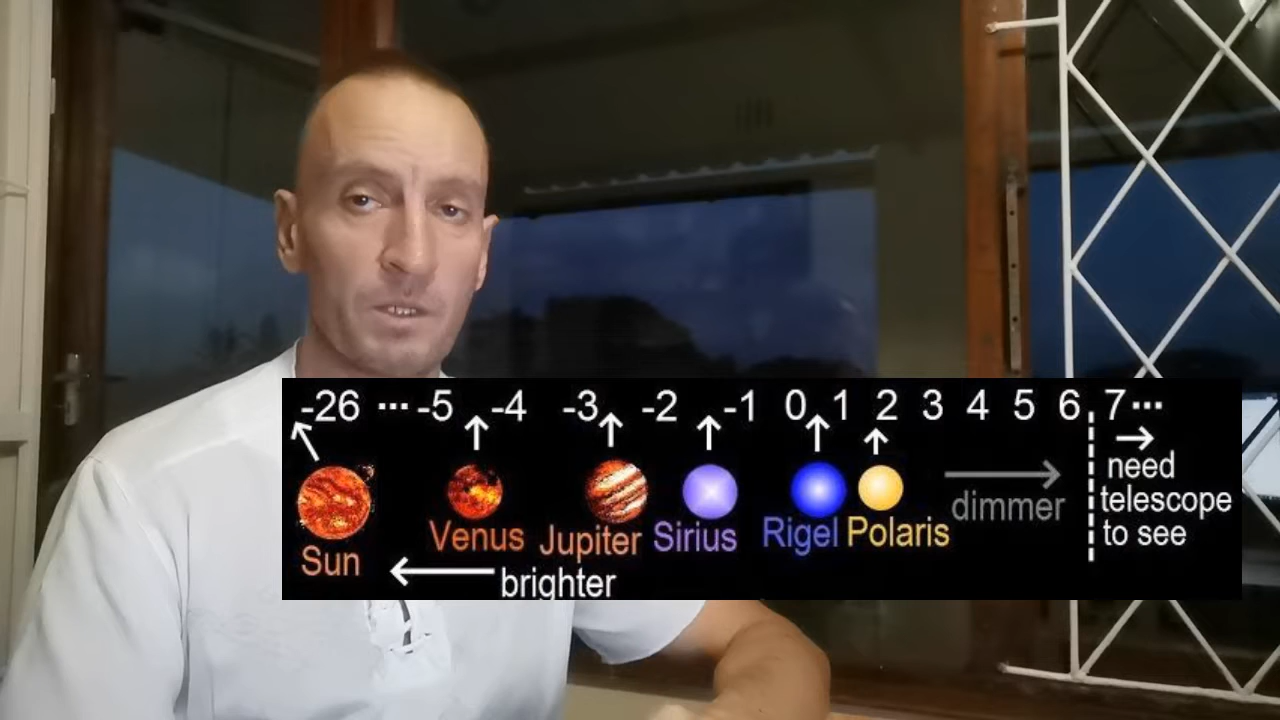 -26 ... -5 -4 -3 -2 -1 0 1 2 3 4 5 6 7...
need
telescope
to see
dimmer
Venus Jupiter Sirius Rigel Polaris
Sun
brighter